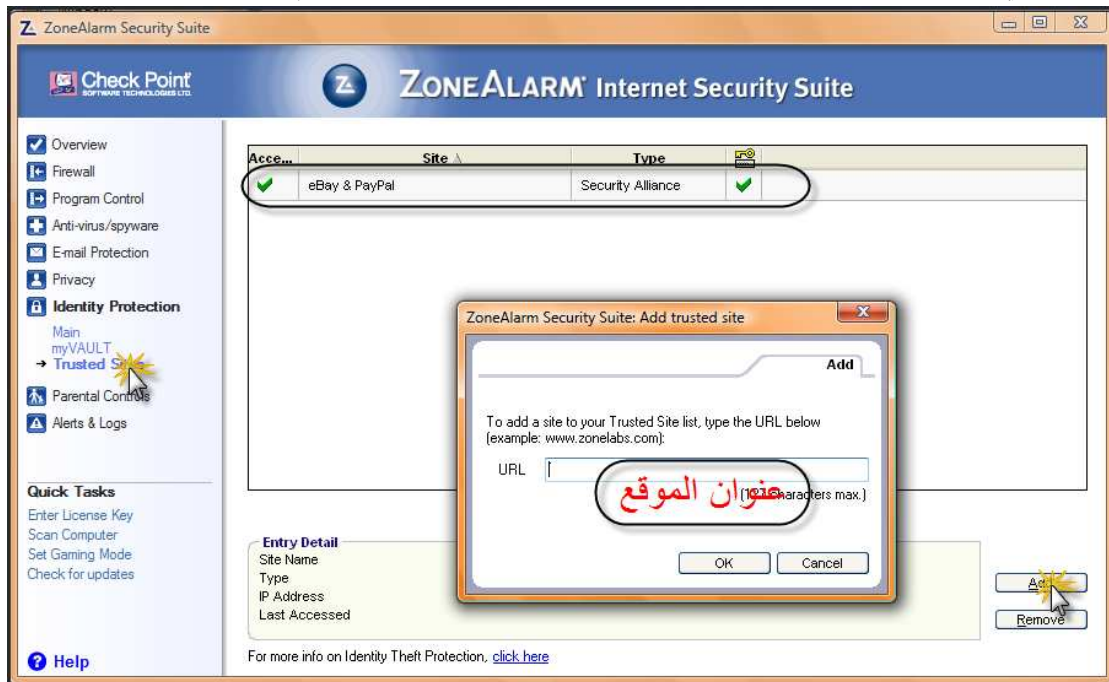 ZoneAlarm Security Suite
Check Point
SOFTWARE TECHNOLOGIES LTD.
ZONEALARM Internet Security Suite
Overview
Firewall
Program Control
Anti-virus/spyware
E-mail Protection
Privacy
Identity Protection
Main
myVAULT
Trusted
Parental Controls
Alerts & Logs
Quick Tasks
Enter License Key
Scan Computer
Set Gaming Mode
Check for updates
Help
Acce... Site Type
eBay & PayPal Security Alliance
ZoneAlarm Security Suite: Add trusted site
Add
To add a site to your Trusted Site list, type the URL below
(example: www.zonelabs.com):
URL
عنوان الموقع
max.)
OK Cancel
Entry Detail
Site Name
Type
IP Address
Last Accessed
Add
Remove
For more info on Identity Theft Protection, click here